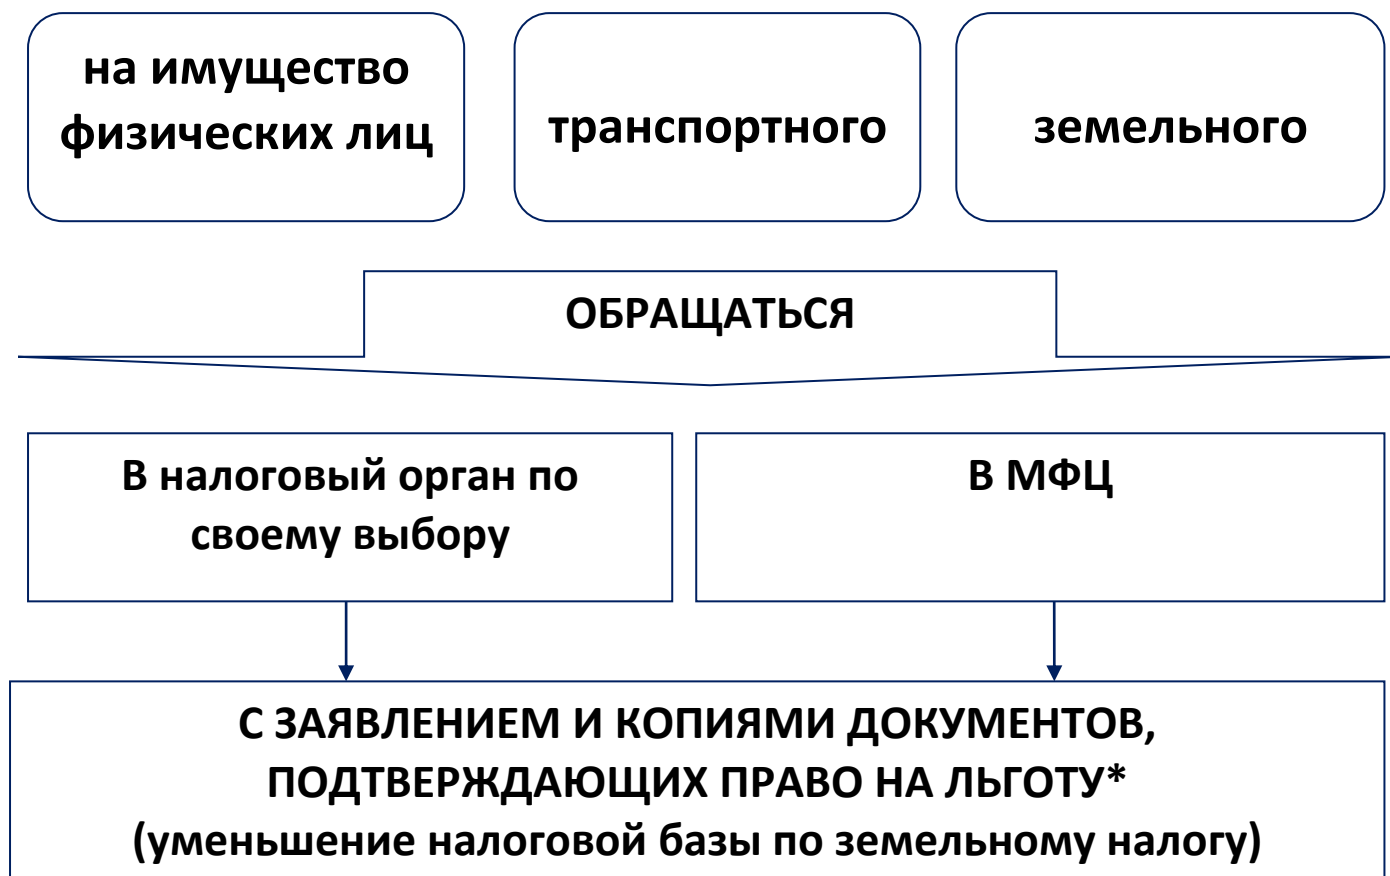 на имущество
физических лиц
транспортного
земельного
ОБРАЩАТЬСЯ
В налоговый орган по
своему выбору
В МФЦ
С ЗАЯВЛЕНИЕМ И КОПИЯМИ ДОКУМЕНТОВ,
ПОДТВЕРЖДАЮЩИХ ПРАВО НА ЛЬГОТУ*
(уменьшение налоговой базы по земельному налогу)